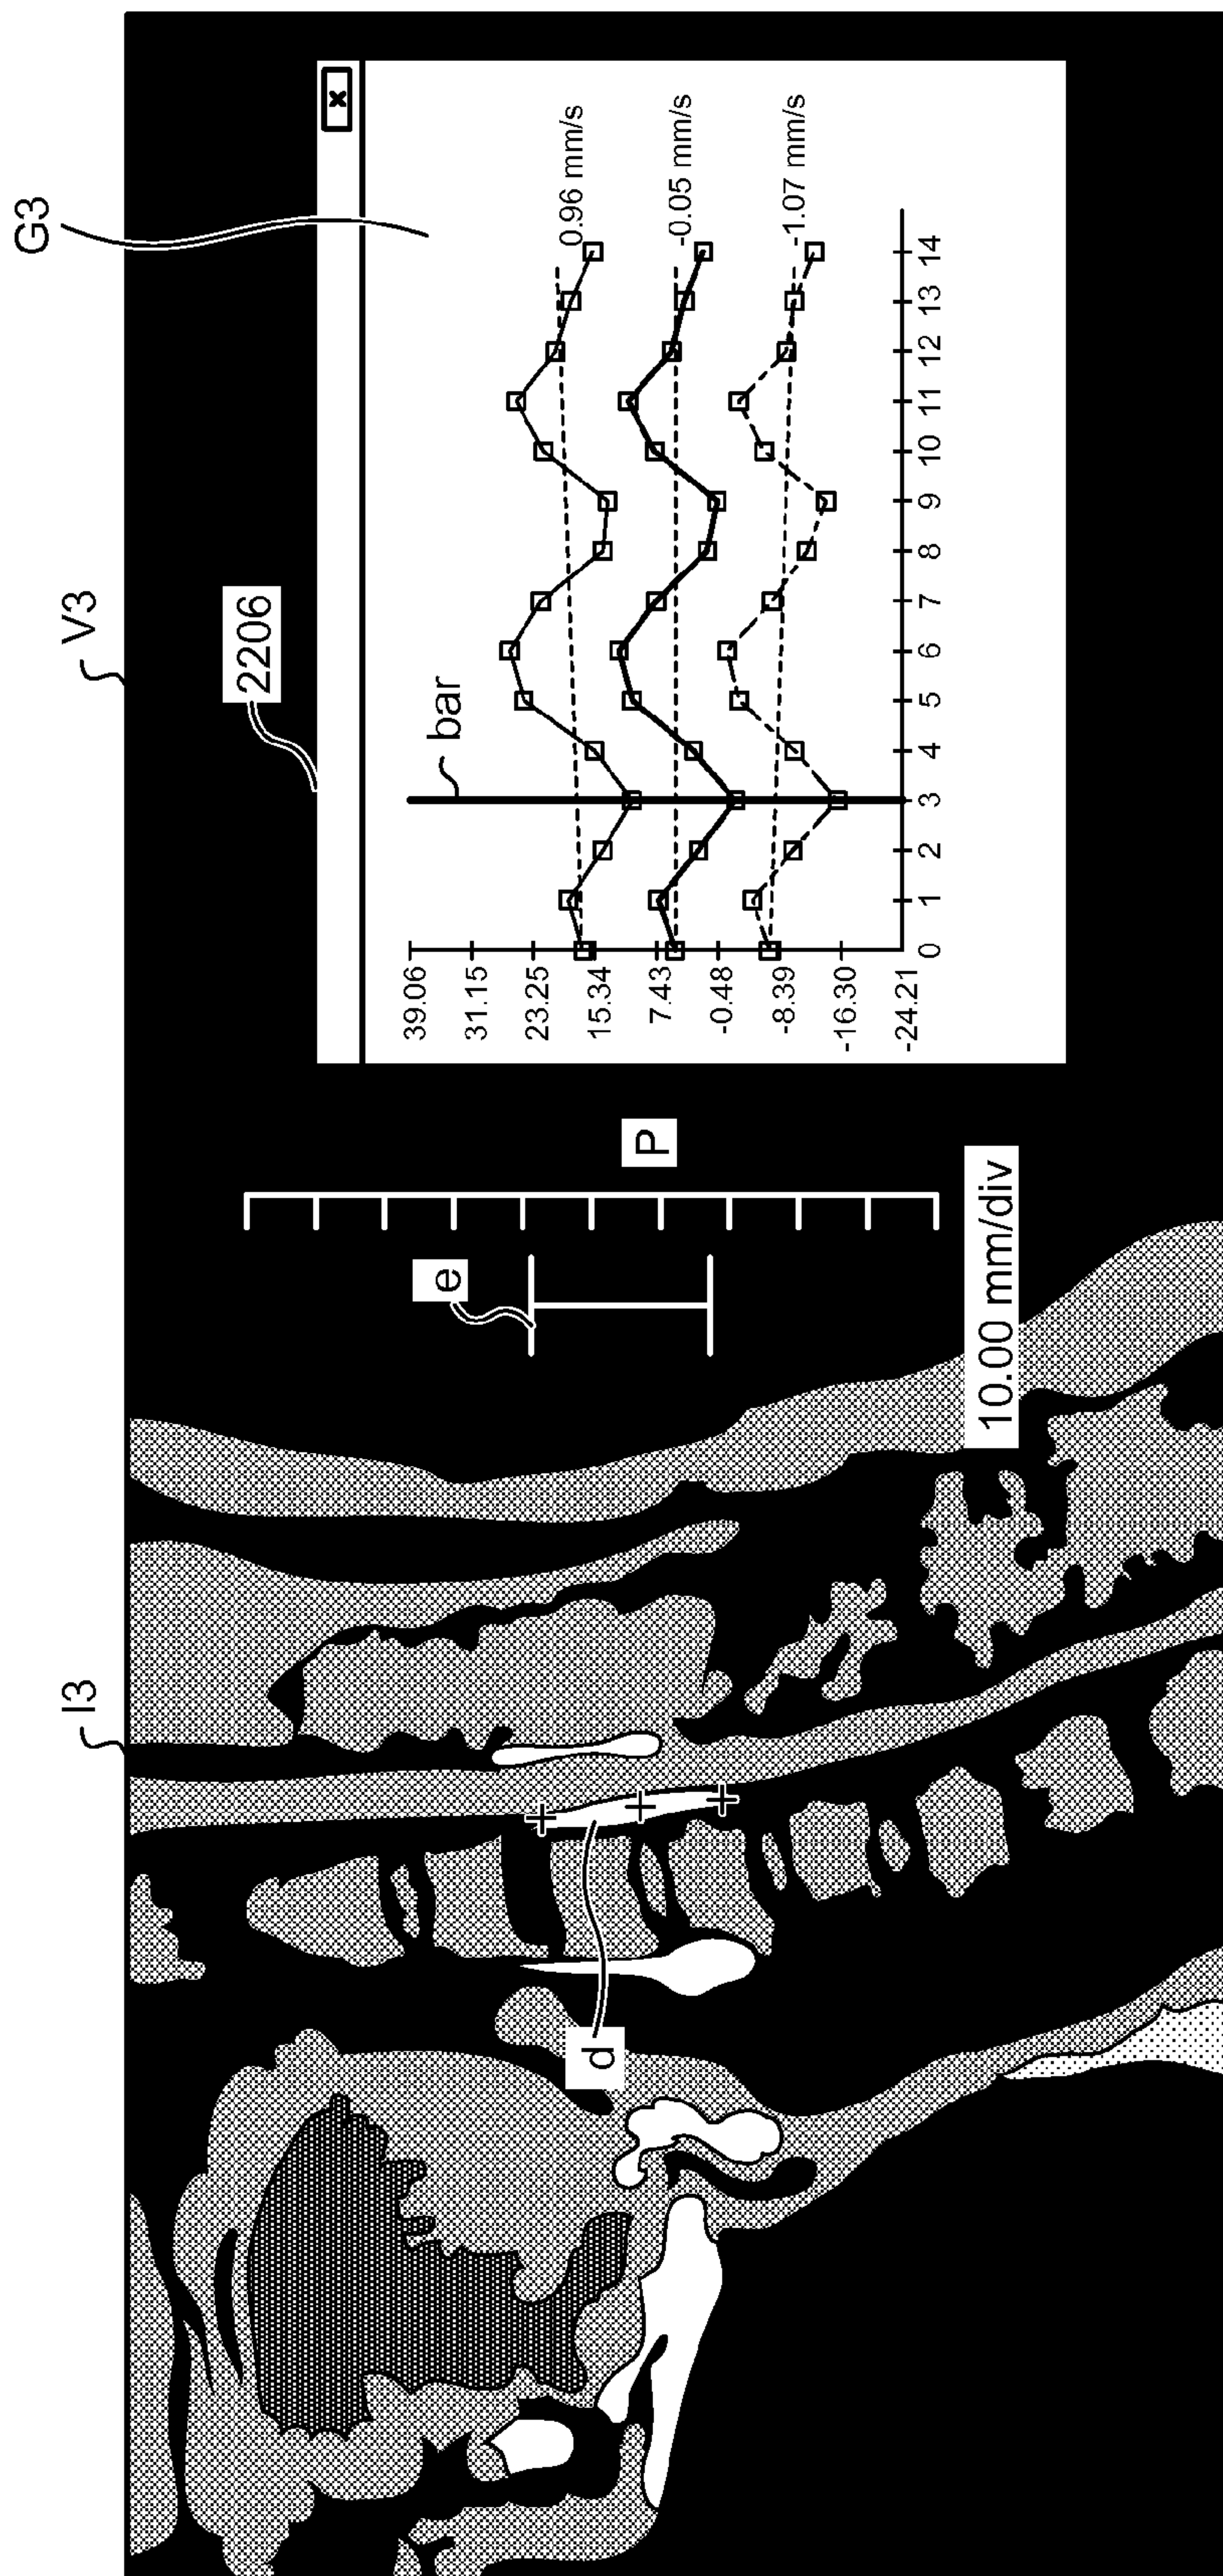 I3
V3
G3
2206
x
bar
39.06
31.15
23.25
15.34
7.43
-0.48
-8.39
-16.30
-24.21
0.96 mm/s
-0.05 mm/s
-1.07 mm/s
0 1 2 3 4 5 6 7 8 9 10 11 12 13 14
e
P
d
10.00 mm/div